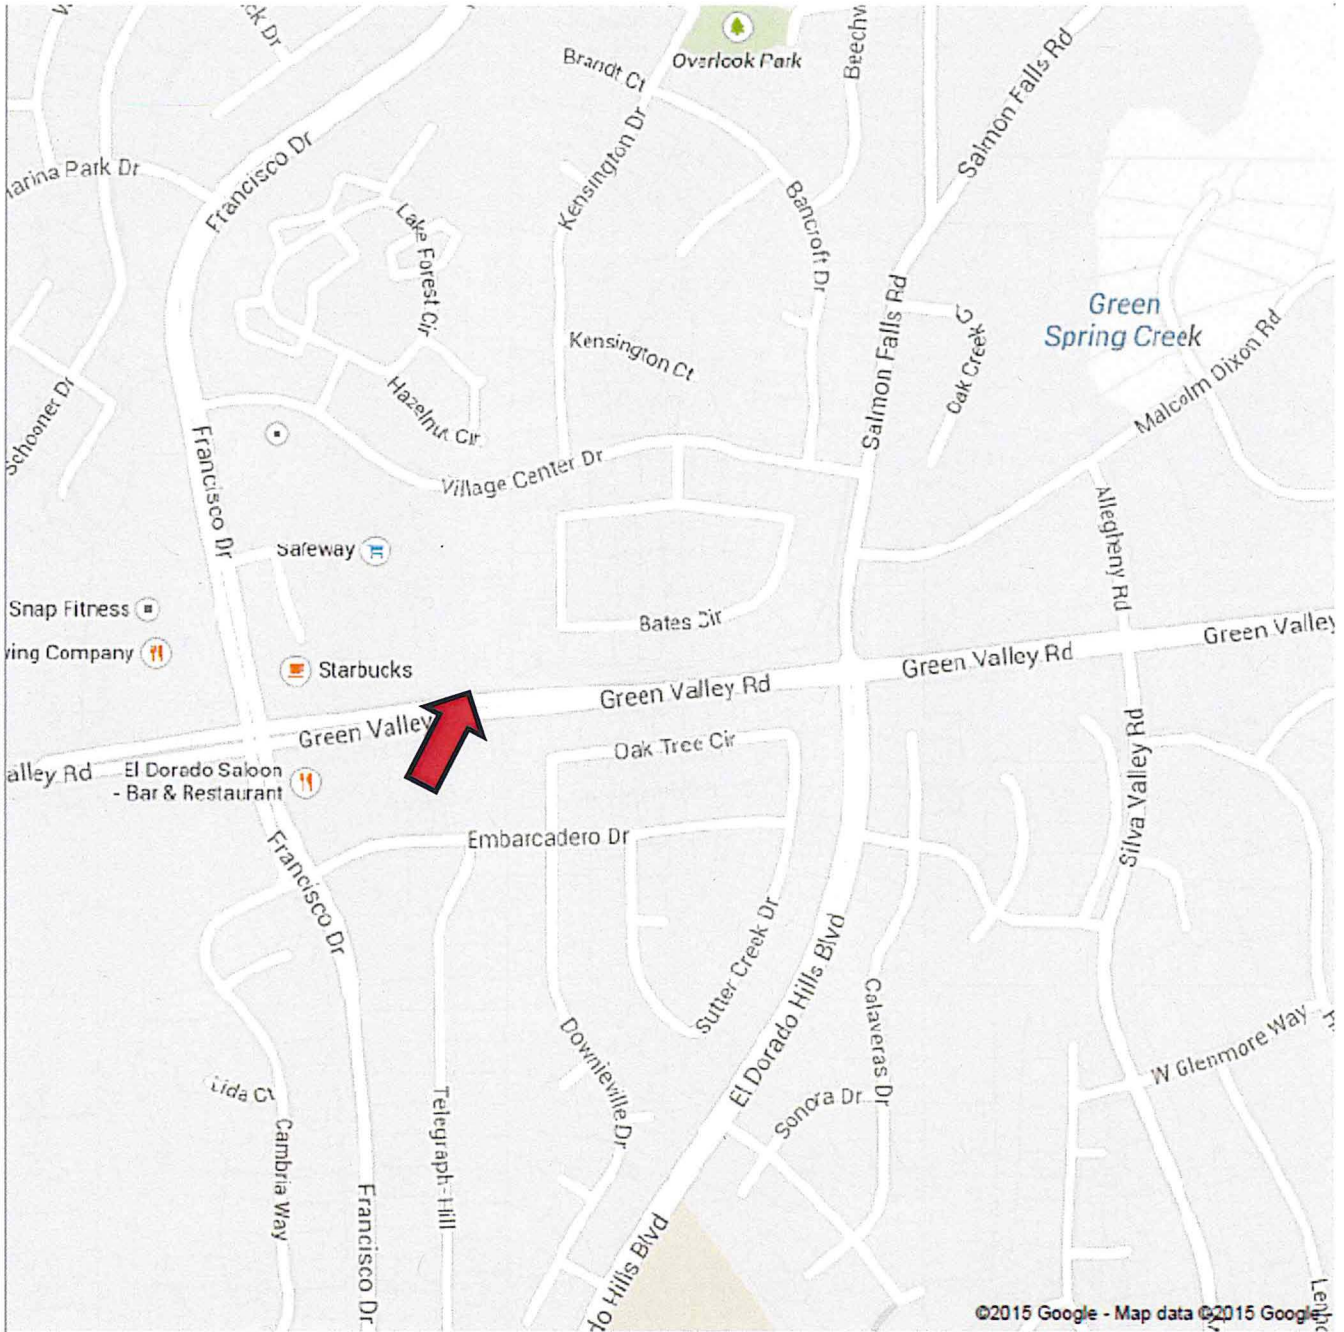 ck Dr
Brandt Ct
Overlook Park
Beechw
Salmon Falls Rd
arina Park Dr
Francisco Dr
Kensington Dr
Lake Forest Cir
Bancroft Dr
Green
Spring Creek
Salmon Falls Rd
Kensington Ct
Oak Creek Ct
Malcolm Dixon Rd
Schooner Dr
Hazelnut Cir
Francisco Dr
Village Center Dr
Allegheny Rd
Safeway
Snap Fitness
ving Company
Bates Cir
Green Valley
Green Valley Rd
Starbucks
Green Valley Rd
Green Valley
Oak Tree Cir
alley Rd
El Dorado Saloon
- Bar & Restaurant
Silva Valley Rd
Embarcadero Dr
Francisco Dr
Sutter Creek Dr
El Dorado Hills Blvd
Calaveras Dr
Downieville Dr
W Glenmore Way
Lida Ct
Sonora Dr
Cambria Way
Telegraph Hill
Francisco Dr
do Hills Blvd
©2015 Google - Map data ©2015 Google -